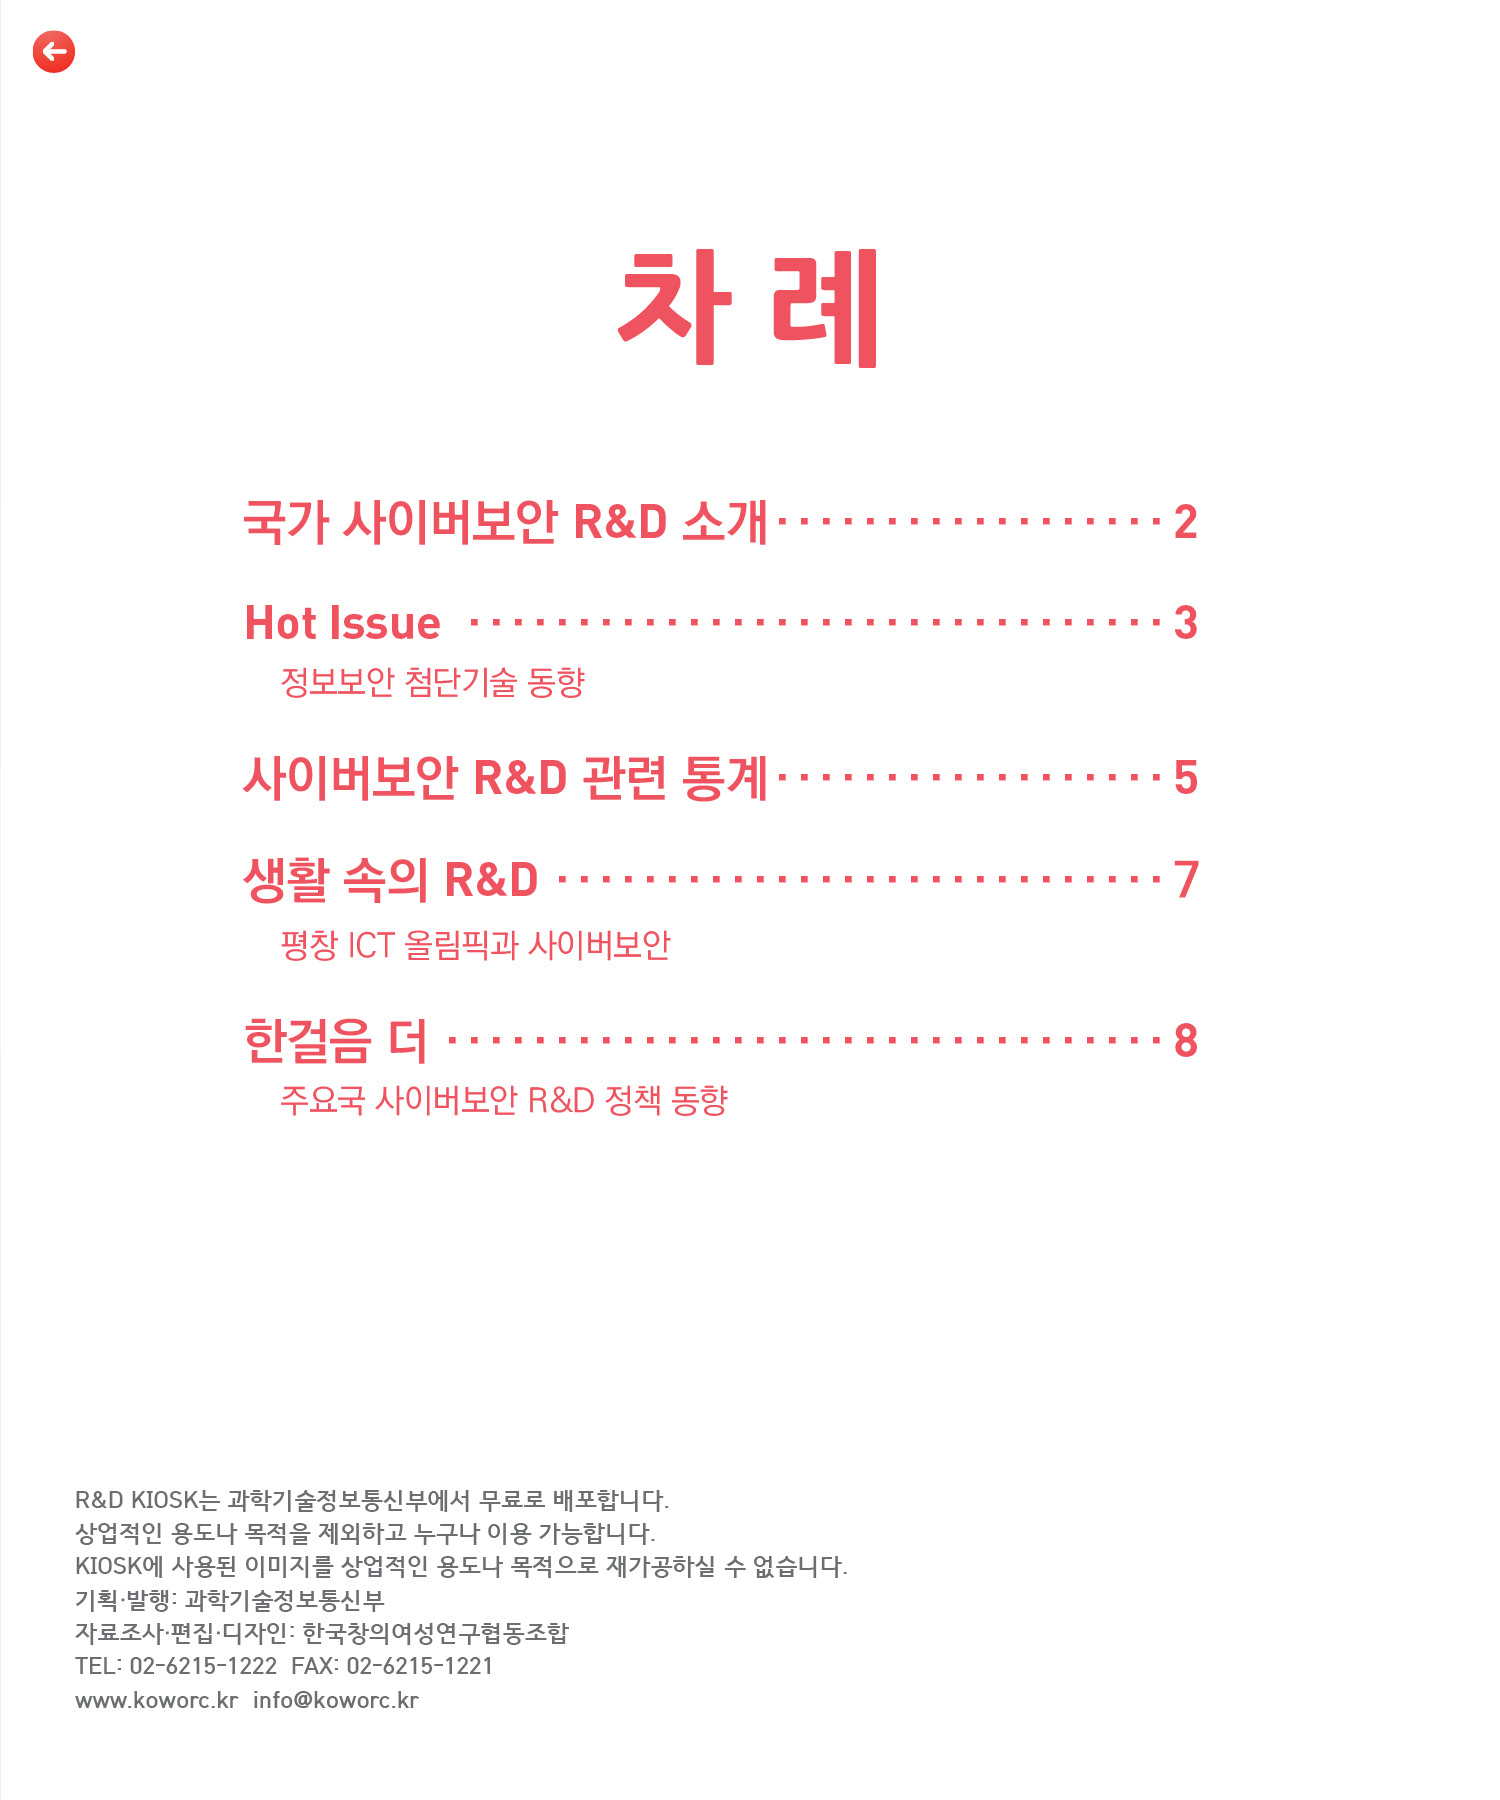 차 례
국가 사이버보안 R&D 소개 · · · · · · · · · · · · · · · · · · 2
Hot Issue · · · · · · · · · · · · · · · · · · · · · · · · · · · · · · · · 3
정보보안 첨단기술 동향
사이버보안 R&D 관련 통계 · · · · · · · · · · · · · · · · · · 5
생활 속의 R&D · · · · · · · · · · · · · · · · · · · · · · · · · · · · 7
평창 ICT 올림픽과 사이버보안
한걸음 더 · · · · · · · · · · · · · · · · · · · · · · · · · · · · · · · · · 8
주요국 사이버보안 R&D 정책 동향
R&D KIOSK는 과학기술정보통신부에서 무료로 배포합니다.
상업적인 용도나 목적을 제외하고 누구나 이용 가능합니다.
KIOSK에 사용된 이미지를 상업적인 용도나 목적으로 재가공하실 수 없습니다.
기획·발행: 과학기술정보통신부
자료조사·편집·디자인: 한국창의여성연구협동조합
TEL: 02-6215-1222 FAX: 02-6215-1221
www.koworc.kr info@koworc.kr